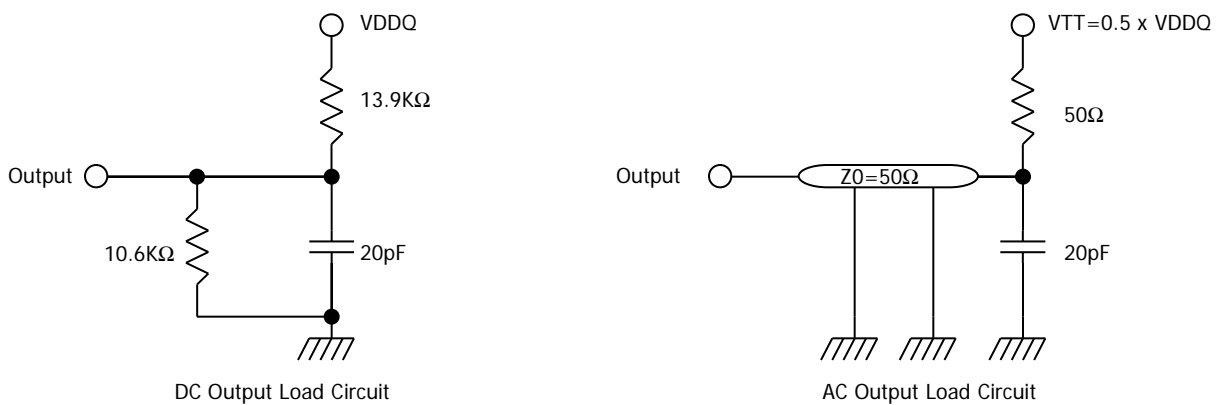 VDDQ
13.9KΩ
Output
10.6KΩ
20pF
DC Output Load Circuit
VTT=0.5 x VDDQ
50Ω
Output
Z0=50Ω
20pF
AC Output Load Circuit